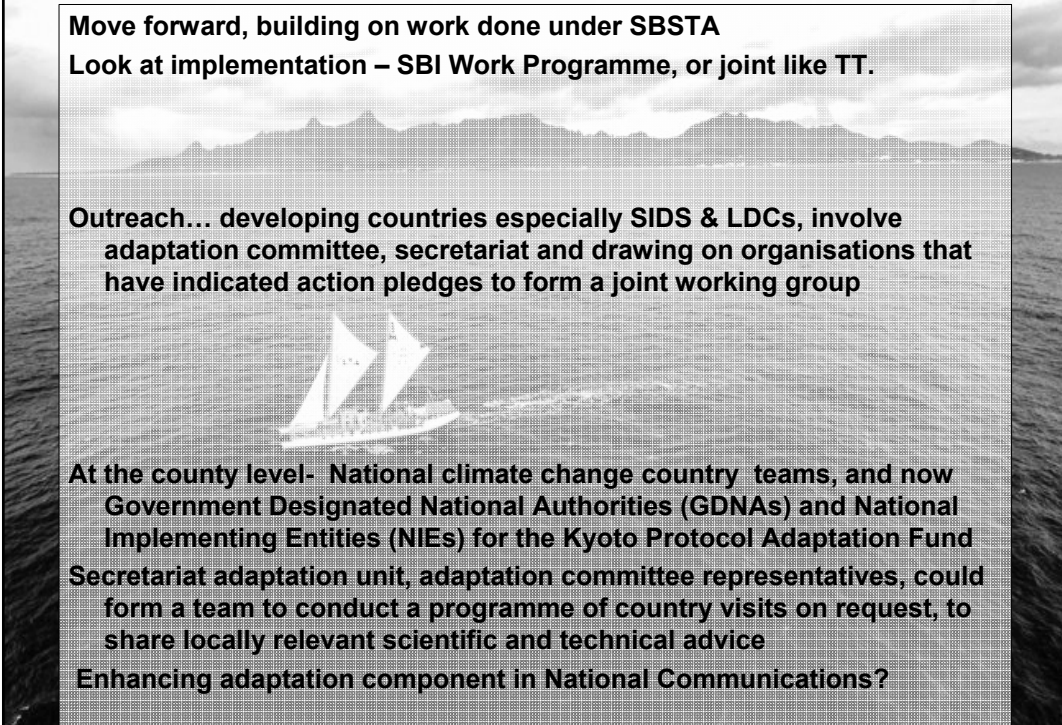 Move forward, building on work done under SBSTA
Look at implementation – SBI Work Programme, or joint like TT.
Outreach… developing countries especially SIDS & LDCs, involve
adaptation committee, secretariat and drawing on organisations that
have indicated action pledges to form a joint working group
At the county level- National climate change country teams, and now
Government Designated National Authorities (GDNAs) and National
Implementing Entities (NIEs) for the Kyoto Protocol Adaptation Fund
Secretariat adaptation unit, adaptation committee representatives, could
form a team to conduct a programme of country visits on request, to
share locally relevant scientific and technical advice
Enhancing adaptation component in National Communications?